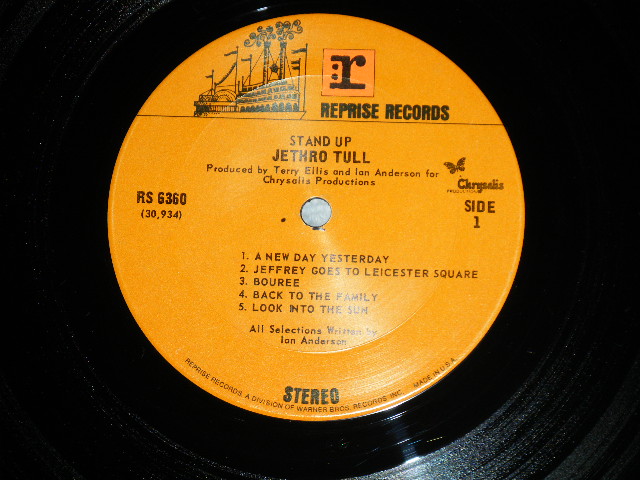 r
REPRISE RECORDS
STAND UP
JETHRO TULL
Produced by Terry Ellis and Ian Anderson for
Chrysalis Productions
Chrysalis
PRODUCTIONS
RS 6360
(30,934)
SIDE
1
1. A NEW DAY YESTERDAY
2. JEFFREY GOES TO LEICESTER SQUARE
3. BOUREE
4. BACK TO THE FAMILY
5. LOOK INTO THE SUN
All Selections Written by
Ian Anderson
STEREO
REPRISE RECORDS, A DIVISION OF WARNER BROS. RECORDS, INC. MADE IN U.S.A.